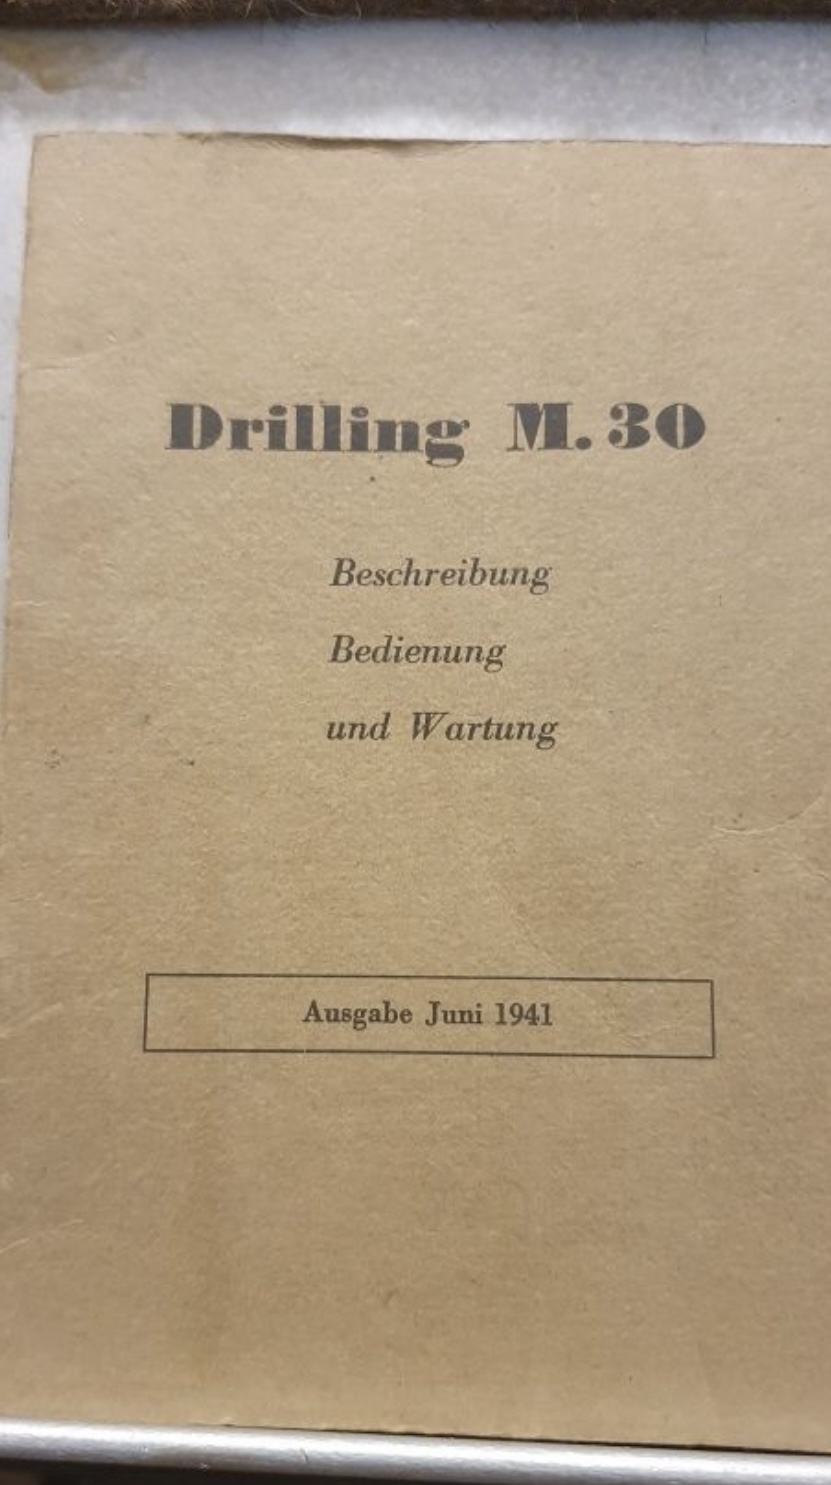 Drilling M. 30
Beschreibung
Bedienung
und Wartung
Ausgabe Juni 1941